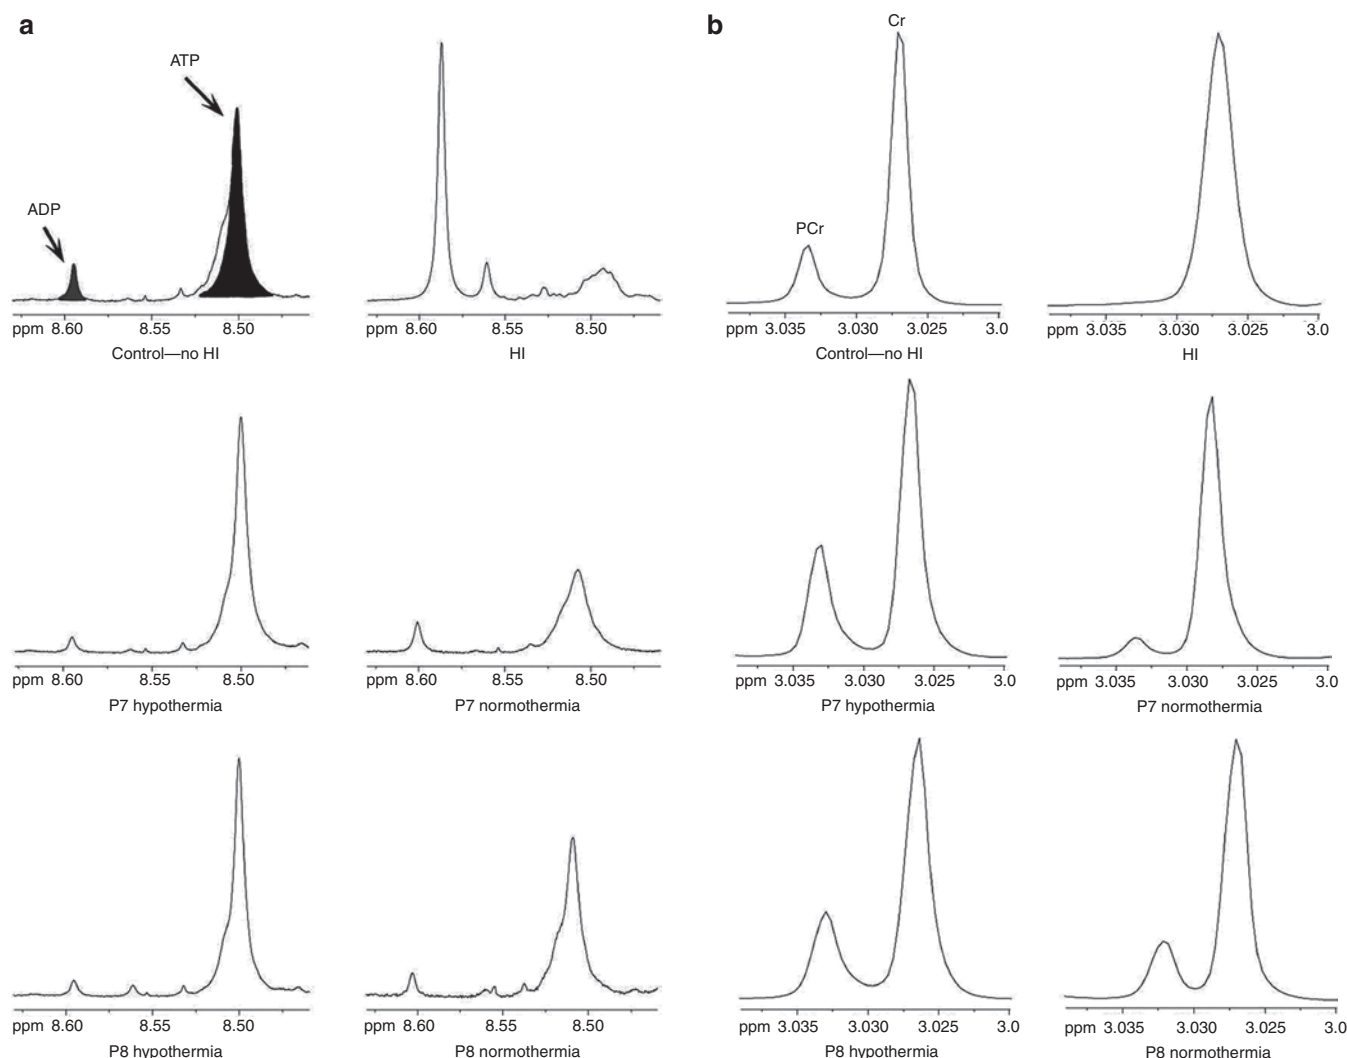 a
b
ATP
ADP
Cr
PCr
ppm 8.60 8.55 8.50
Control—no HI
ppm 8.60 8.55 8.50
HI
ppm 3.035 3.030 3.025 3.0
Control—no HI
ppm 3.035 3.030 3.025 3.0
HI
ppm 8.60 8.55 8.50
P7 hypothermia
ppm 8.60 8.55 8.50
P7 normothermia
ppm 3.035 3.030 3.025 3.0
P7 hypothermia
ppm 3.035 3.030 3.025 3.0
P7 normothermia
ppm 8.60 8.55 8.50
P8 hypothermia
ppm 8.60 8.55 8.50
P8 normothermia
ppm 3.035 3.030 3.025 3.0
P8 hypothermia
ppm 3.035 3.030 3.025 3.0
P8 normothermia